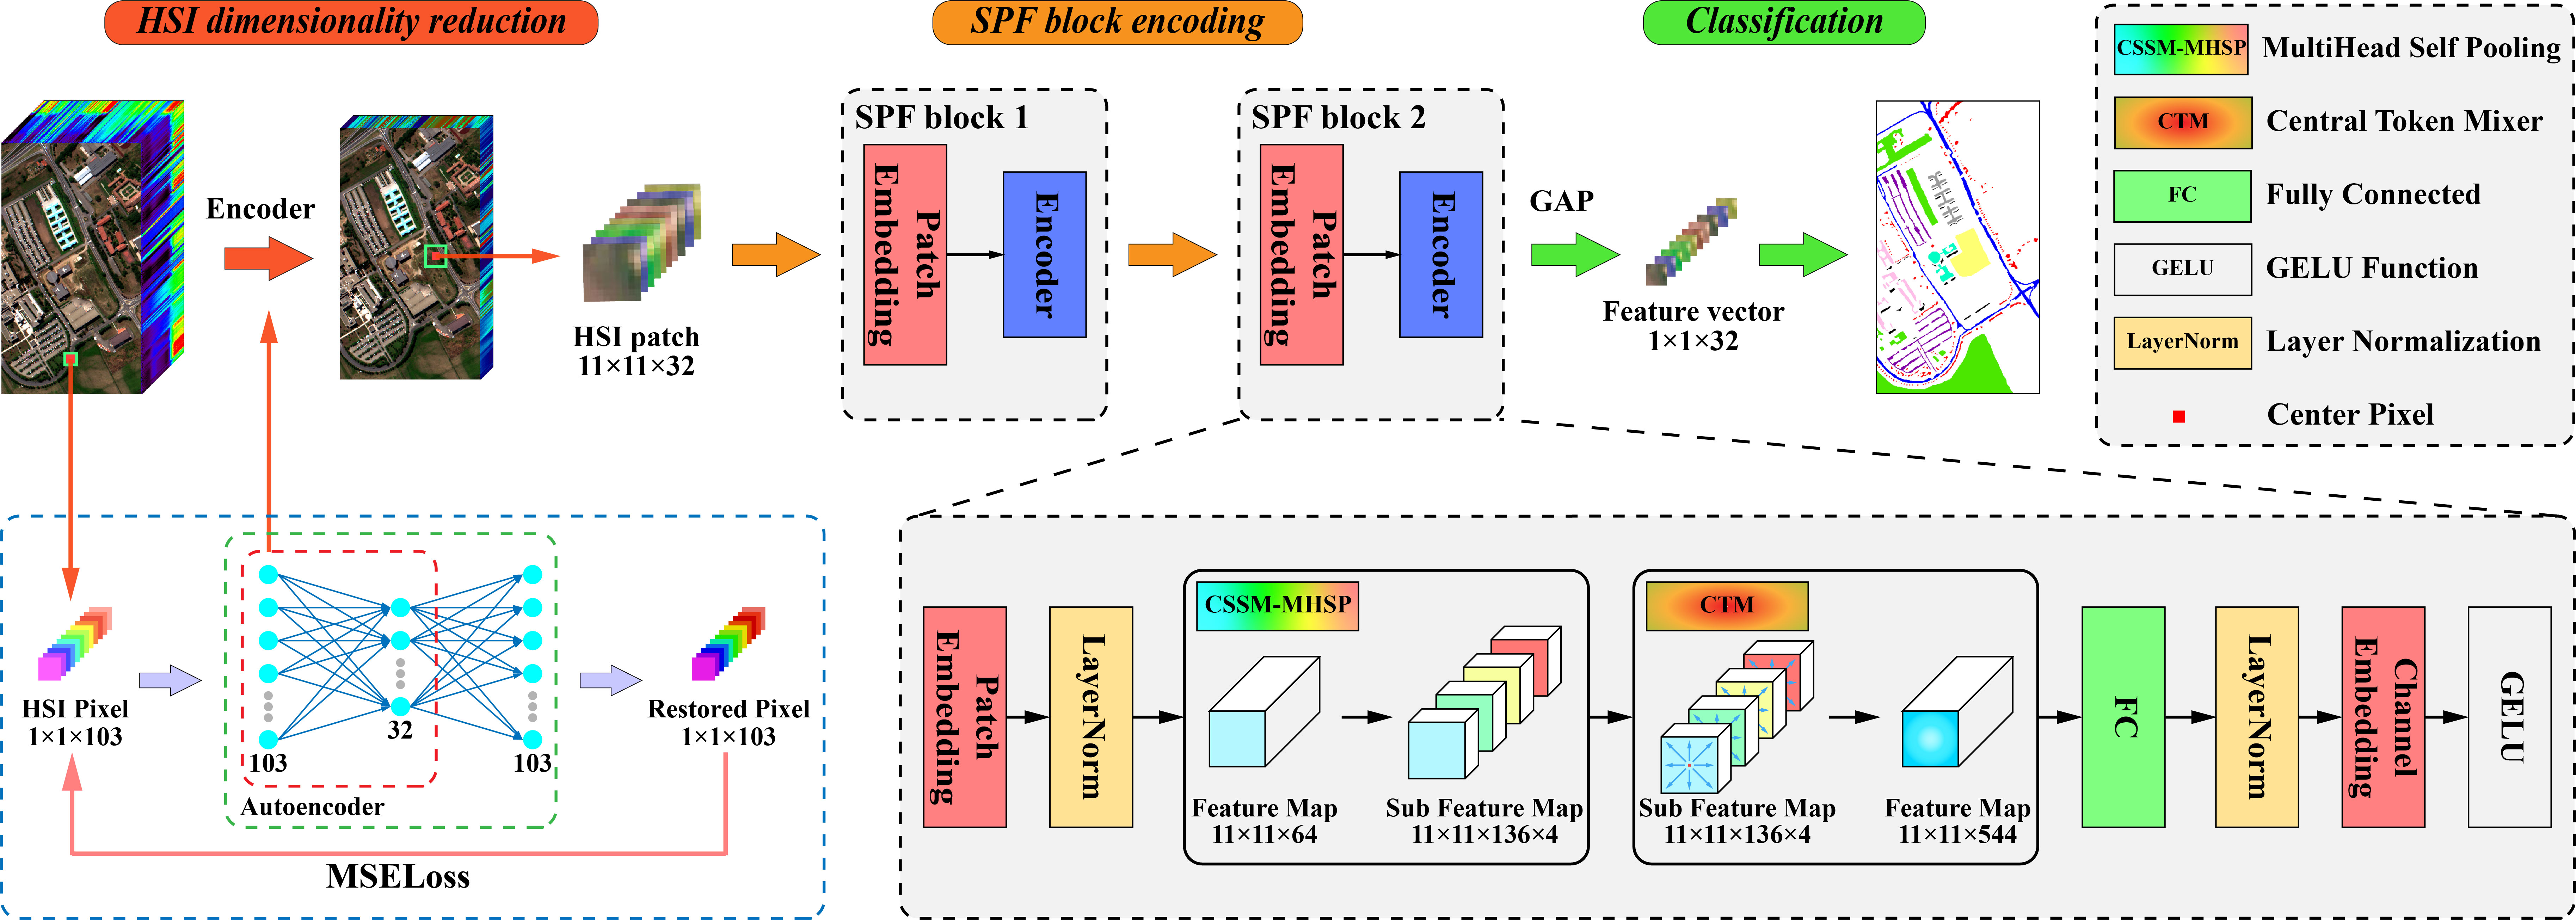 HSI dimensionality reduction
SPF block encoding
Classification
Encoder
HSI patch
11×11×32
SPF block 1
Patch
Embedding
Encoder
SPF block 2
Patch
Embedding
Encoder
GAP
Feature vector
1×1×32
CSSM-MHSP
MultiHead Self Pooling
CTM
Central Token Mixer
FC
Fully Connected
GELU
GELU Function
LayerNorm
Layer Normalization
Center Pixel
HSI Pixel
1×1×103
103
32
103
Autoencoder
Restored Pixel
1×1×103
MSELoss
Patch
Embedding
LayerNorm
CSSM-MHSP
Feature Map
11×11×64
Sub Feature Map
11×11×136×4
CTM
Sub Feature Map
11×11×136×4
Feature Map
11×11×544
FC
LayerNorm
Channel
Embedding
GELU